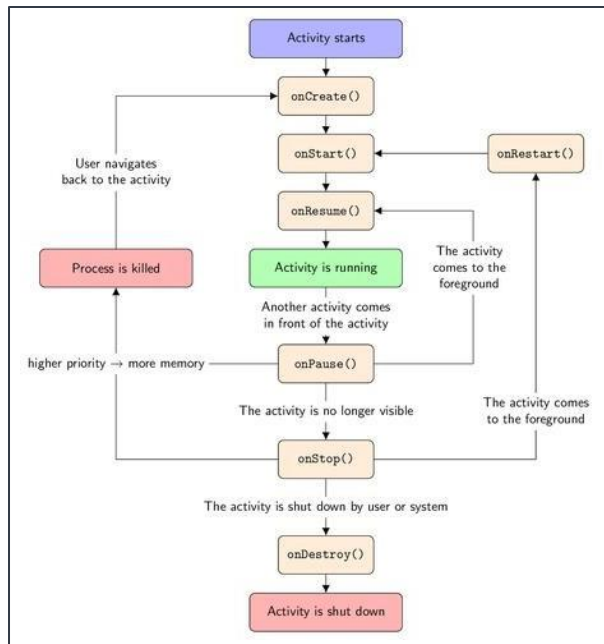 Activity starts
onCreate()
onStart()
onRestart()
User navigates
back to the activity
onResume()
Process is killed
Activity is running
The activity
comes to the
foreground
Another activity comes
in front of the activity
higher priority → more memory
onPause()
The activity is no longer visible
The activity comes
to the foreground
onStop()
The activity is shut down by user or system
onDestroy()
Activity is shut down